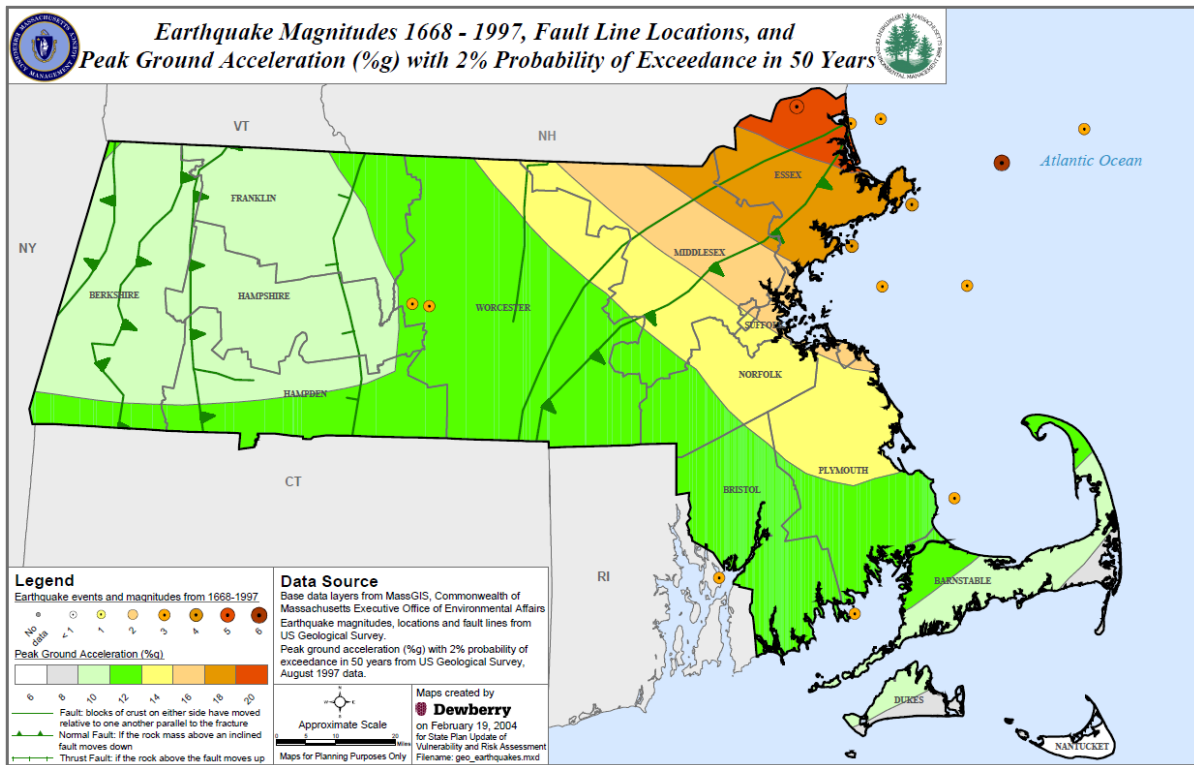 Earthquake Magnitudes 1668 - 1997, Fault Line Locations, and
Peak Ground Acceleration (%g) with 2% Probability of Exceedance in 50 Years
VT
NH
NY
CT
RI
Atlantic Ocean
FRANKLIN
ESSEX
MIDDLESEX
BERKSHIRE
HAMPSHIRE
WORCESTER
SUFFOLK
NORFOLK
HAMPDEN
PLYMOUTH
BRISTOL
BARNSTABLE
DUKES
NANTUCKET
Legend
Earthquake events and magnitudes from 1668-1997
No data
<1
1
2
3
4
5
6
Peak Ground Acceleration (%g)
6
8
10
12
14
16
18
20
Fault: blocks of crust on either side have moved
relative to one another parallel to the fracture
Normal Fault: If the rock mass above an inclined
fault moves down
Thrust Fault: if the rock above the fault moves up
Data Source
Base data layers from MassGIS, Commonwealth of
Massachusetts Executive Office of Environmental Affairs
Earthquake magnitudes, locations and fault lines from
US Geological Survey.
Peak ground acceleration (%g) with 2% probability of
exceedance in 50 years from US Geological Survey,
August 1997 data.
N
W
E
S
Approximate Scale
0 5 10 20
Miles
Maps for Planning Purposes Only
Maps created by
Dewberry
on February 19, 2004
for State Plan Update of
Vulnerability and Risk Assessment
Filename: geo_earthquakes.mxd